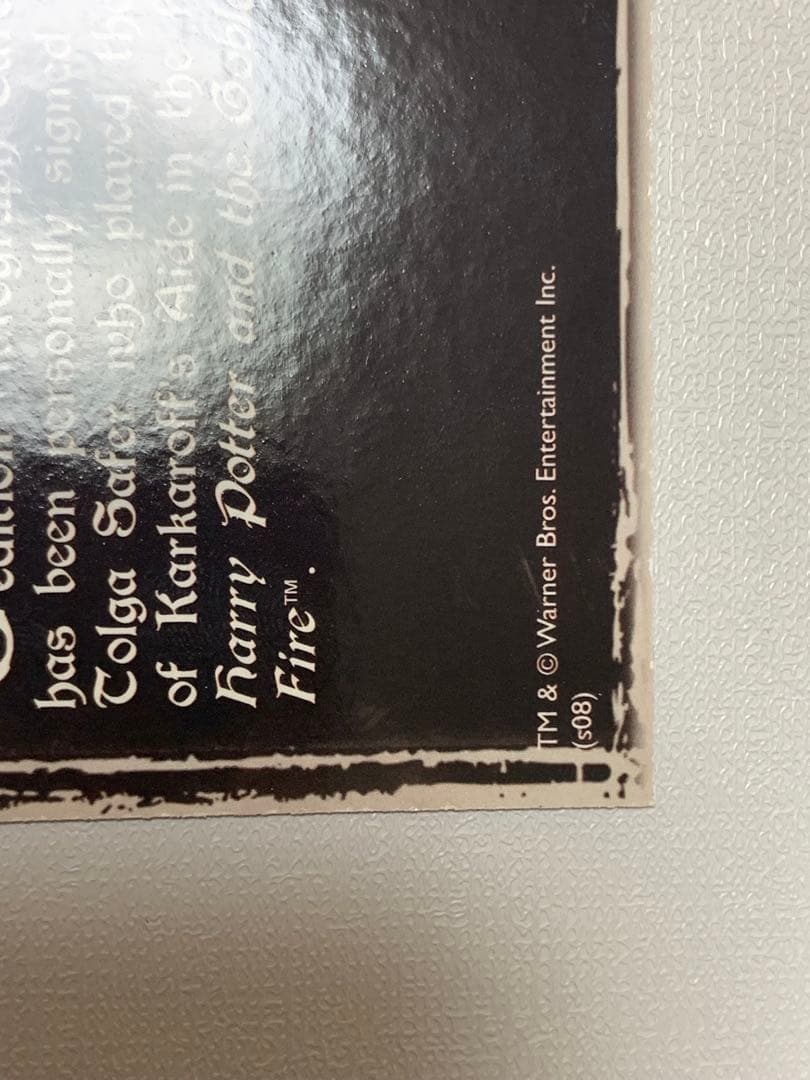 has been personally signed
Tolga Safer who played the
of Karkaroff's Aide in the
Harry Potter and the Goble
Fire™.
TM & © Warner Bros. Entertainment Inc.
(s08)